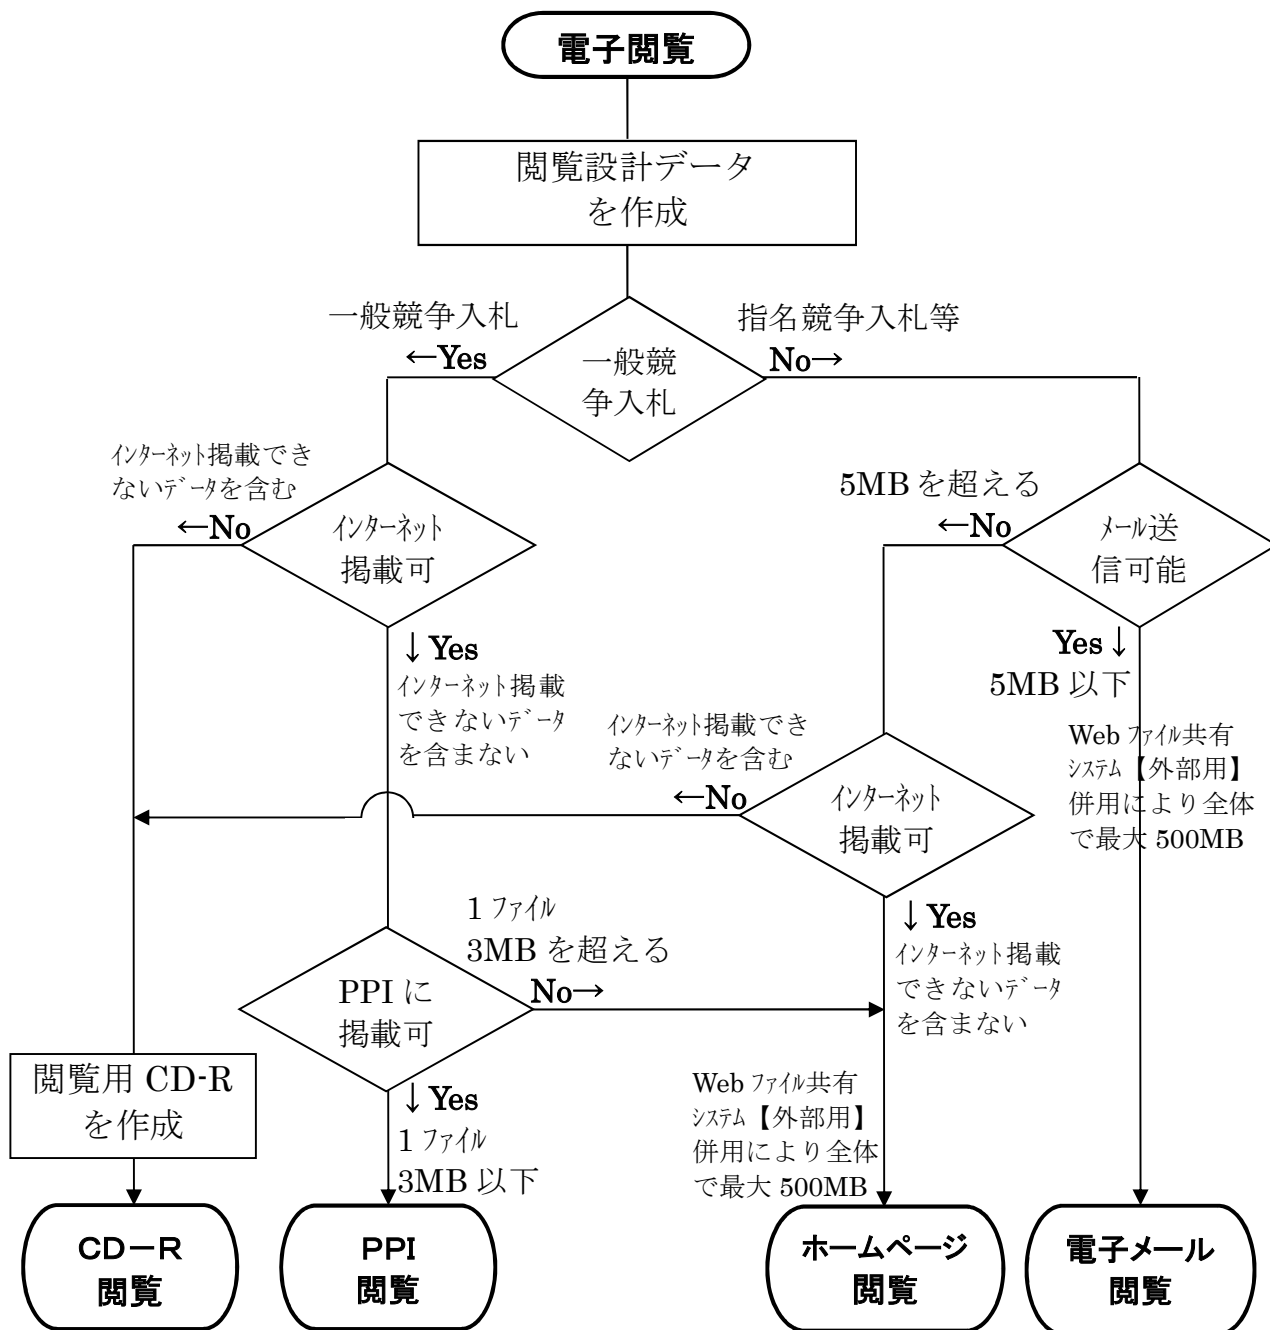 電子閲覧
閲覧設計データ
を作成
一般競争入札
←Yes
指名競争入札等
No→
一般競
争入札
インターネット掲載でき
ないデータを含む
←No
インターネット
掲載可
5MB を超える
←No
メール送
信可能
↓Yes
インターネット掲載
できないデータ
を含まない
Yes↓
5MB 以下
インターネット掲載でき
ないデータを含む
←No
インターネット
掲載可
Web ファイル共有
システム【外部用】
併用により全体
で最大 500MB
1 ファイル
3MB を超える
No→
PPI に
掲載可
↓Yes
インターネット掲載
できないデータ
を含まない
閲覧用 CD-R
を作成
↓Yes
1 ファイル
3MB 以下
Web ファイル共有
システム【外部用】
併用により全体
で最大 500MB
CD－R
閲覧
PPI
閲覧
ホームページ
閲覧
電子メール
閲覧